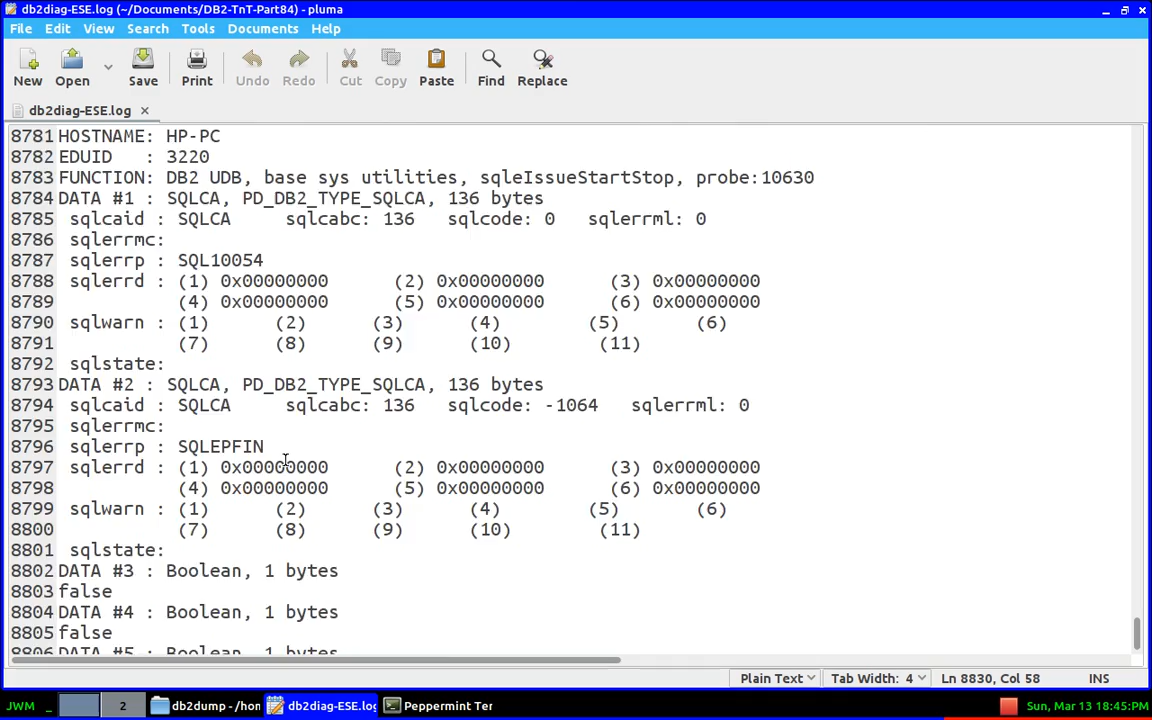 db2diag-ESE.log (~/Documents/DB2-TnT-Part84) - pluma
File Edit View Search Tools Documents Help
New Open Save Print Undo Redo Cut Copy Paste Find Replace
db2diag-ESE.log ×
8781 HOSTNAME: HP-PC
8782 EDUID   : 3220
8783 FUNCTION: DB2 UDB, base sys utilities, sqleIssueStartStop, probe:10630
8784 DATA #1 : SQLCA, PD_DB2_TYPE_SQLCA, 136 bytes
8785  sqlcaid : SQLCA     sqlcabc: 136   sqlcode: 0   sqlerrml: 0
8786  sqlerrmc:
8787  sqlerrp : SQL10054
8788  sqlerrd : (1) 0x00000000      (2) 0x00000000      (3) 0x00000000
8789            (4) 0x00000000      (5) 0x00000000      (6) 0x00000000
8790  sqlwarn : (1)      (2)      (3)      (4)        (5)       (6)
8791            (7)      (8)      (9)      (10)        (11)
8792  sqlstate:
8793 DATA #2 : SQLCA, PD_DB2_TYPE_SQLCA, 136 bytes
8794  sqlcaid : SQLCA     sqlcabc: 136   sqlcode: -1064   sqlerrml: 0
8795  sqlerrmc:
8796  sqlerrp : SQLEPFIN
8797  sqlerrd : (1) 0x00000000      (2) 0x00000000      (3) 0x00000000
8798            (4) 0x00000000      (5) 0x00000000      (6) 0x00000000
8799  sqlwarn : (1)      (2)      (3)      (4)        (5)       (6)
8800            (7)      (8)      (9)      (10)        (11)
8801  sqlstate:
8802 DATA #3 : Boolean, 1 bytes
8803 false
8804 DATA #4 : Boolean, 1 bytes
8805 false
8806 DATA #5 : Boolean, 1 bytes
Plain Text Tab Width: 4 Ln 8830, Col 58 INS
JWM _ 2 db2dump - /hon db2diag-ESE.log Peppermint Ter Sun, Mar 13 18:45:PM